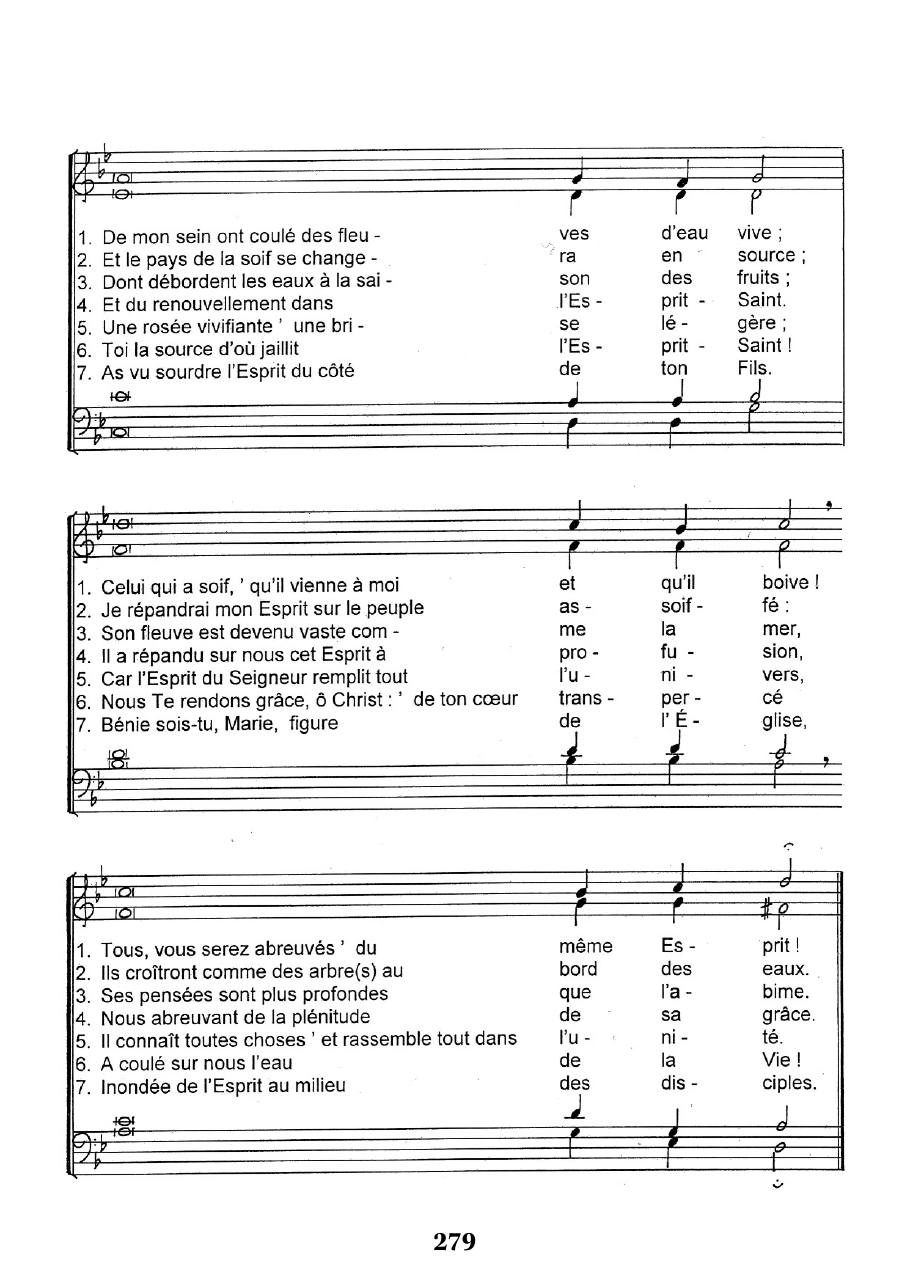 1. De mon sein ont coulé des fleu - ves d'eau vive ;
2. Et le pays de la soif se change - ra en source ;
3. Dont débordent les eaux à la sai - son des fruits ;
4. Et du renouvellement dans l'Es - prit - Saint.
5. Une rosée vivifiante ' une bri - se lé - gère ;
6. Toi la source d'où jaillit l'Es - prit - Saint !
7. As vu sourdre l'Esprit du côté de ton Fils.
1. Celui qui a soif, ' qu'il vienne à moi et qu'il boive !
2. Je répandrai mon Esprit sur le peuple as - soif - fé :
3. Son fleuve est devenu vaste com - me la mer,
4. Il a répandu sur nous cet Esprit à pro - fu - sion,
5. Car l'Esprit du Seigneur remplit tout l'u - ni - vers,
6. Nous Te rendons grâce, ô Christ : ' de ton cœur trans - per - cé
7. Bénie sois-tu, Marie, figure de l' É - glise,
1. Tous, vous serez abreuvés ' du même Es - prit !
2. Ils croîtront comme des arbre(s) au bord des eaux.
3. Ses pensées sont plus profondes que l'a - bime.
4. Nous abreuvant de la plénitude de sa grâce.
5. Il connaît toutes choses ' et rassemble tout dans l'u - ni - té.
6. A coulé sur nous l'eau de la Vie !
7. Inondée de l'Esprit au milieu des dis - ciples.
279